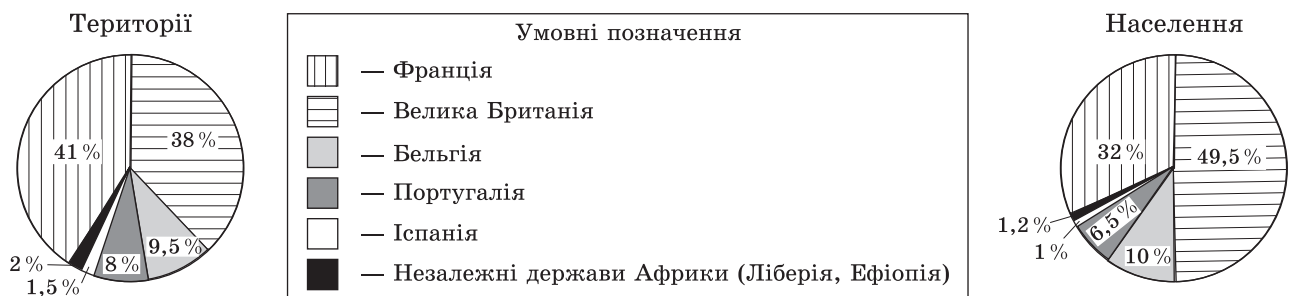 Території
41 %
38 %
9,5 %
8 %
2 %
1,5 %
Умовні позначення
— Франція
— Велика Британія
— Бельгія
— Португалія
— Іспанія
— Незалежні держави Африки (Ліберія, Ефіопія)
Населення
32 %
49,5 %
1,2 %
1 %
6,5 %
10 %